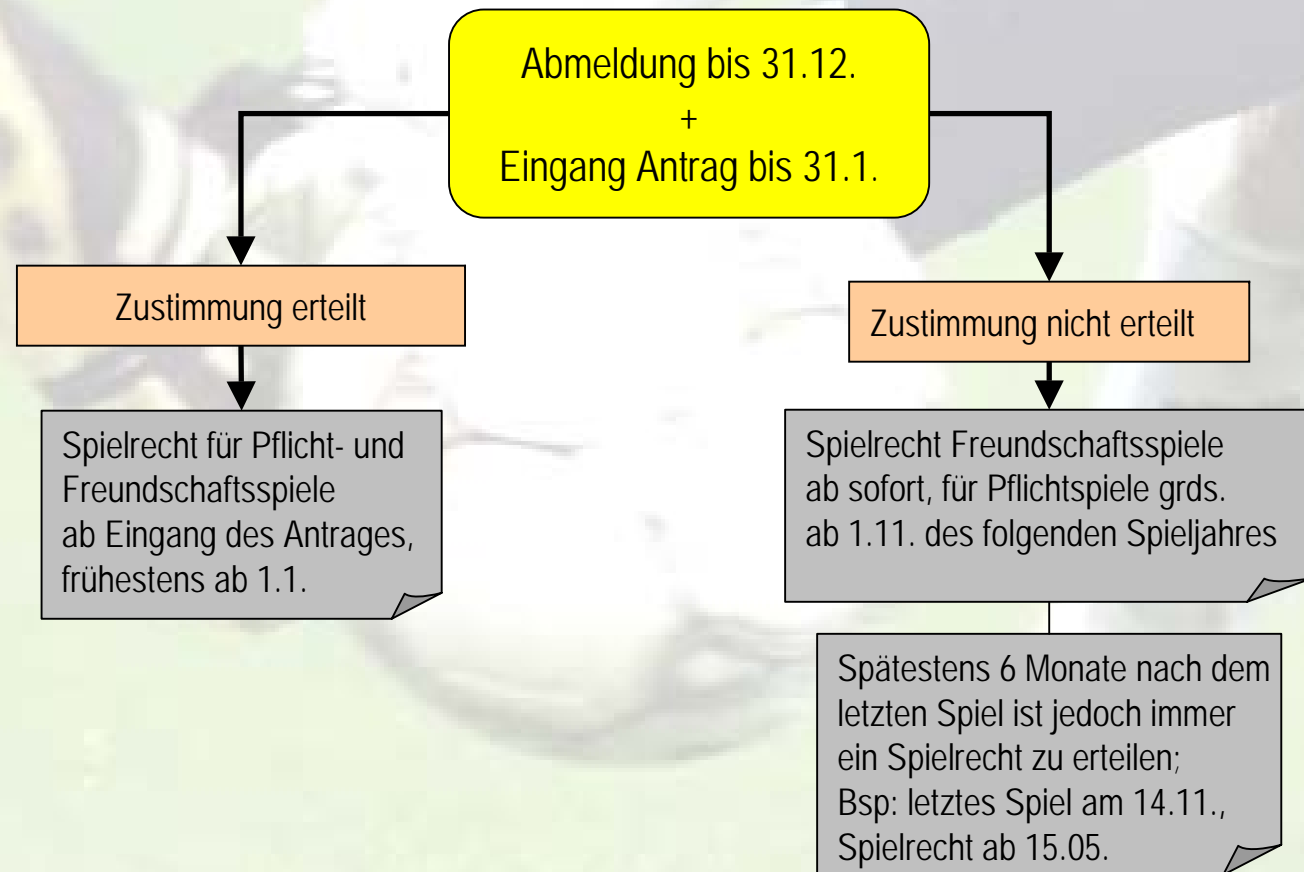 Abmeldung bis 31.12.
+
Eingang Antrag bis 31.1.
Zustimmung erteilt
Spielrecht für Pflicht- und
Freundschaftsspiele
ab Eingang des Antrages,
frühestens ab 1.1.
Zustimmung nicht erteilt
Spielrecht Freundschaftsspiele
ab sofort, für Pflichtspiele grds.
ab 1.11. des folgenden Spieljahres
Spätestens 6 Monate nach dem
letzten Spiel ist jedoch immer
ein Spielrecht zu erteilen;
Bsp: letztes Spiel am 14.11.,
Spielrecht ab 15.05.